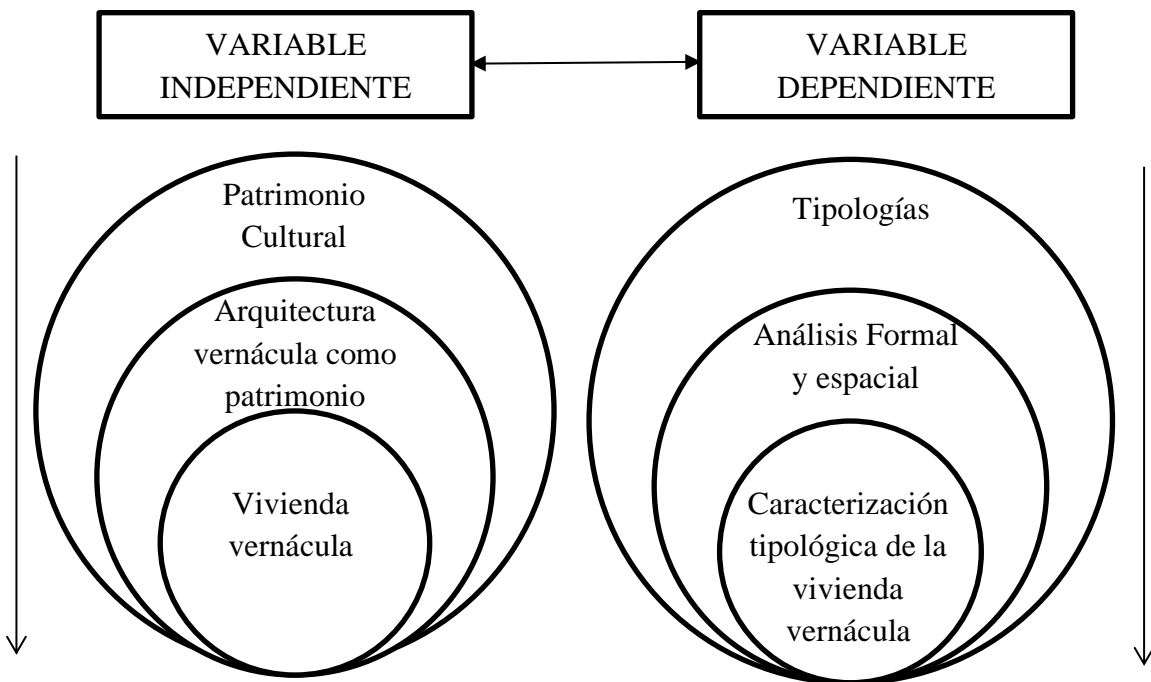 VARIABLE
INDEPENDIENTE
VARIABLE
DEPENDIENTE
Patrimonio
Cultural
Arquitectura
vernácula como
patrimonio
Vivienda
vernácula
Tipologías
Análisis Formal
y espacial
Caracterización
tipológica de la
vivienda
vernácula